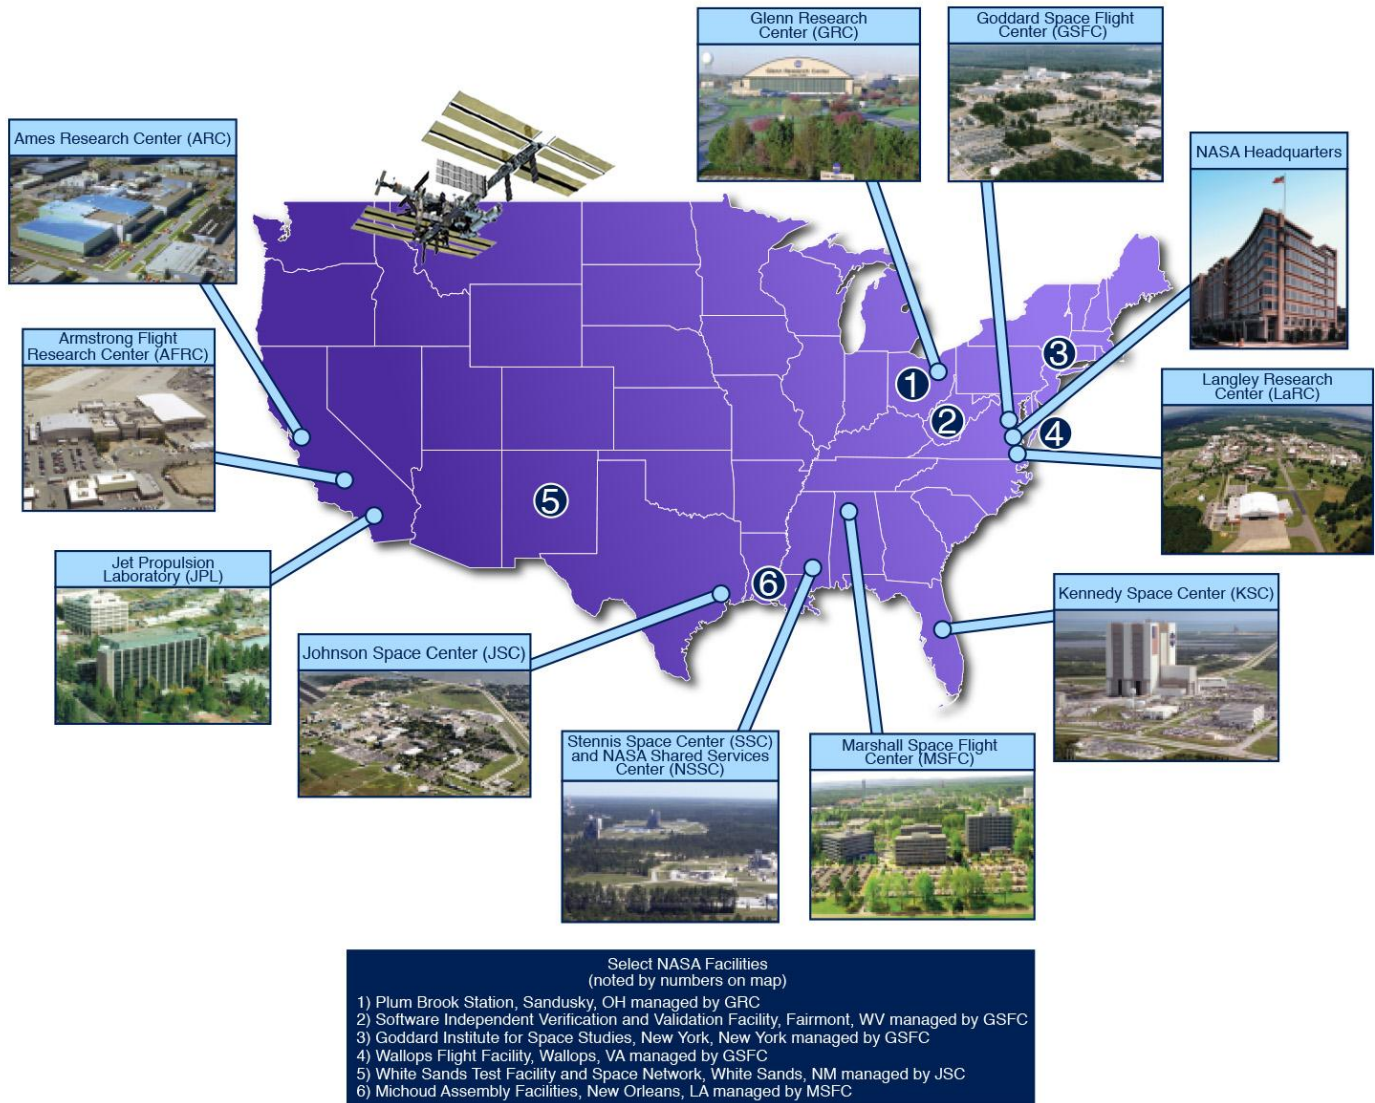 Glenn Research
Center (GRC)
Glenn Research Center
Goddard Space Flight
Center (GSFC)
Ames Research Center (ARC)
NASA Headquarters
Armstrong Flight
Research Center (AFRC)
Langley Research
Center (LaRC)
Jet Propulsion
Laboratory (JPL)
Kennedy Space Center (KSC)
Johnson Space Center (JSC)
Stennis Space Center (SSC)
and NASA Shared Services
Center (NSSC)
Marshall Space Flight
Center (MSFC)
1
2
3
4
5
6
Select NASA Facilities
(noted by numbers on map)
1) Plum Brook Station, Sandusky, OH managed by GRC
2) Software Independent Verification and Validation Facility, Fairmont, WV managed by GSFC
3) Goddard Institute for Space Studies, New York, New York managed by GSFC
4) Wallops Flight Facility, Wallops, VA managed by GSFC
5) White Sands Test Facility and Space Network, White Sands, NM managed by JSC
6) Michoud Assembly Facilities, New Orleans, LA managed by MSFC